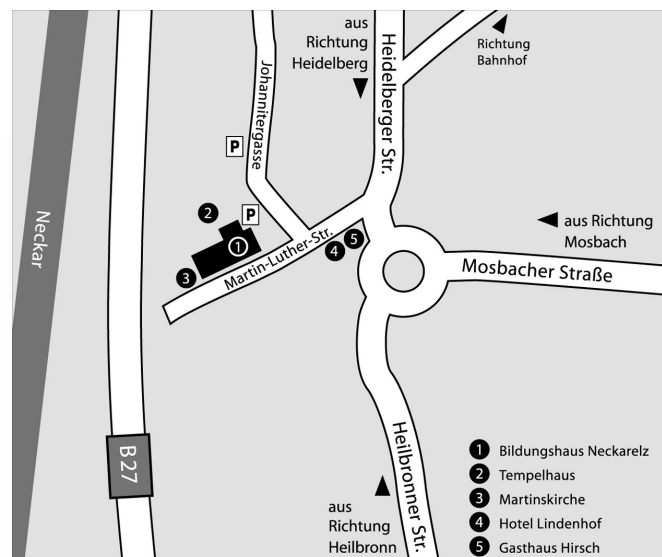 aus
Richtung
Heidelberg
Heidelberger Str.
Richtung
Bahnhof
Johannitergasse
P
P
2
1
3
4
5
Martin-Luther-Str.
aus Richtung
Mosbach
Mosbacher Straße
Neckar
B27
Heilbronner Str.
aus
Richtung
Heilbronn
1 Bildungshaus Neckarelz
2 Tempelhaus
3 Martinskirche
4 Hotel Lindenhof
5 Gasthaus Hirsch